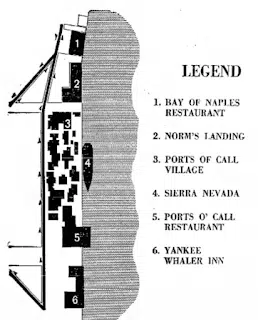 LEGEND
1. BAY OF NAPLES
RESTAURANT
2. NORM'S LANDING
3. PORTS OF CALL
VILLAGE
4. SIERRA NEVADA
5. PORTS O' CALL
RESTAURANT
6. YANKEE
WHALER INN
1
2
3
4
5
6